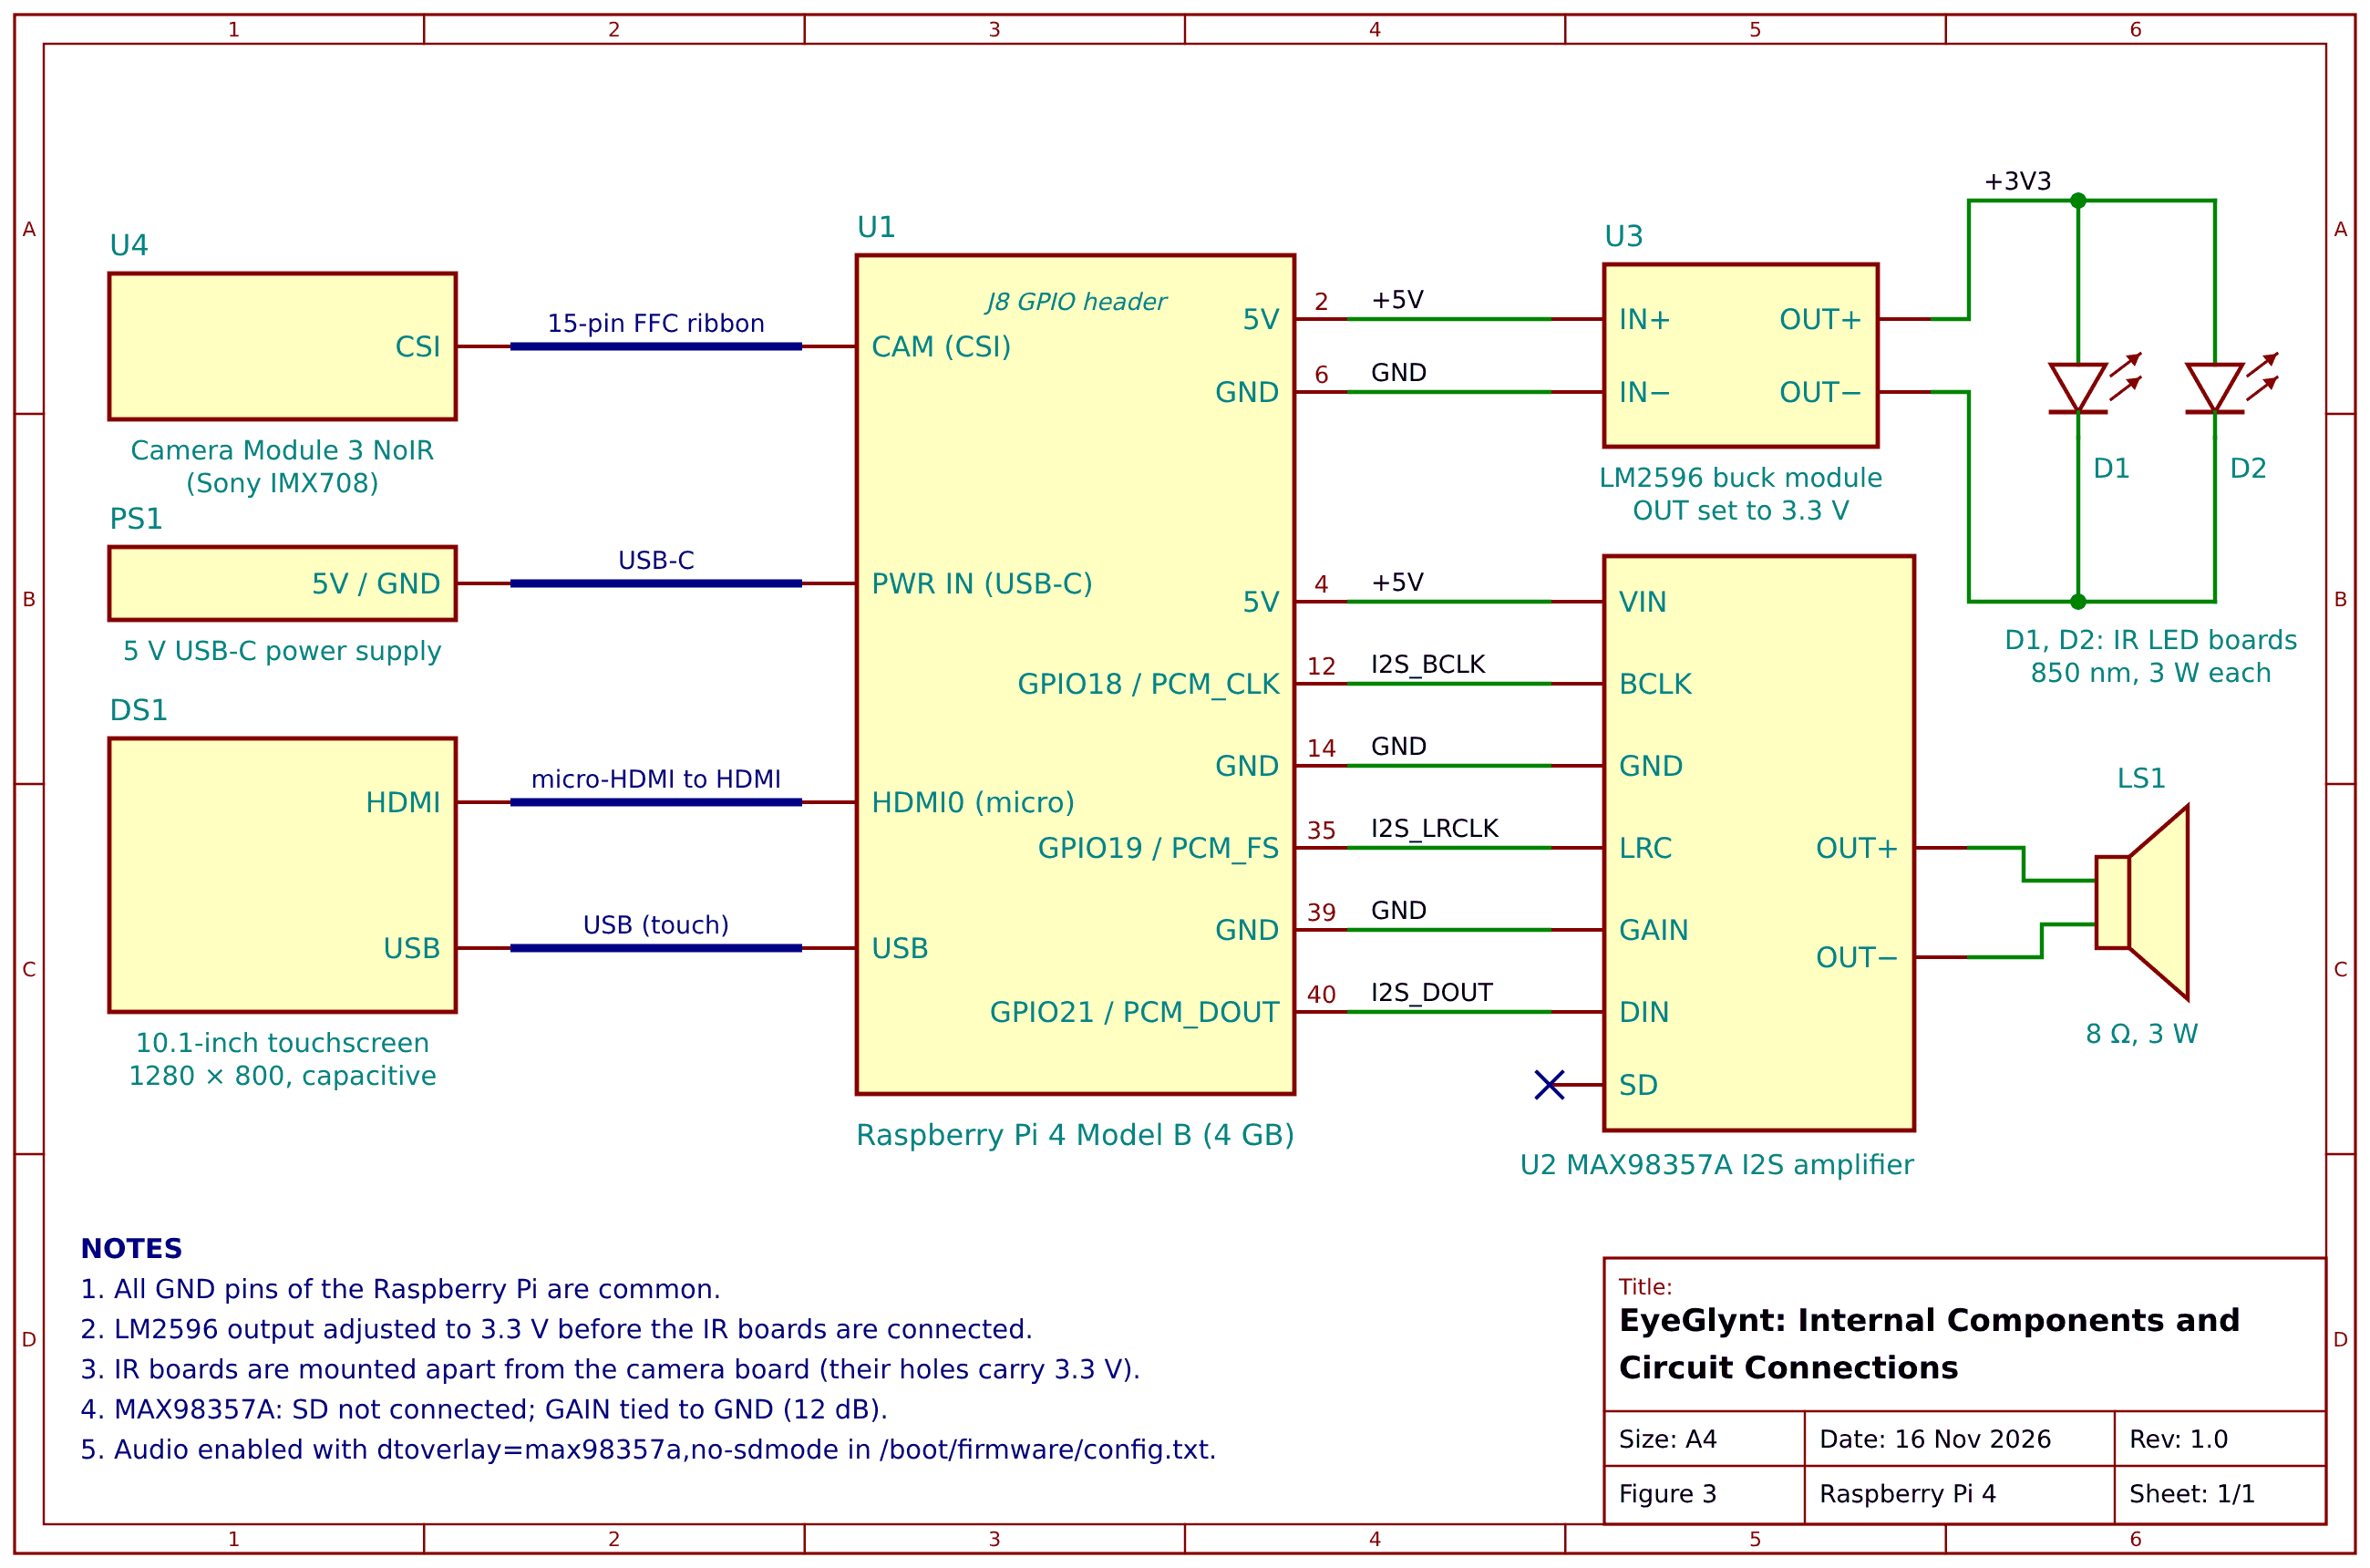 1 2 3 4 5 6
A
B
C
D
A
B
C
D
U4
CSI
Camera Module 3 NoIR
(Sony IMX708)
15-pin FFC ribbon
PS1
5V / GND
5 V USB-C power supply
USB-C
DS1
HDMI
USB
10.1-inch touchscreen
1280 × 800, capacitive
micro-HDMI to HDMI
USB (touch)
U1
J8 GPIO header
CAM (CSI)
PWR IN (USB-C)
HDMI0 (micro)
USB
5V
GND
5V
GPIO18 / PCM_CLK
GND
GPIO19 / PCM_FS
GND
GPIO21 / PCM_DOUT
Raspberry Pi 4 Model B (4 GB)
2 +5V
6 GND
4 +5V
12 I2S_BCLK
14 GND
35 I2S_LRCLK
39 GND
40 I2S_DOUT
U3
IN+ OUT+
IN− OUT−
LM2596 buck module
OUT set to 3.3 V
+3V3
D1 D2
D1, D2: IR LED boards
850 nm, 3 W each
VIN
BCLK
GND
LRC
GAIN
DIN
SD
OUT+
OUT−
U2 MAX98357A I2S amplifier
LS1
8 Ω, 3 W
NOTES
1. All GND pins of the Raspberry Pi are common.
2. LM2596 output adjusted to 3.3 V before the IR boards are connected.
3. IR boards are mounted apart from the camera board (their holes carry 3.3 V).
4. MAX98357A: SD not connected; GAIN tied to GND (12 dB).
5. Audio enabled with dtoverlay=max98357a,no-sdmode in /boot/firmware/config.txt.
Title:
EyeGlynt: Internal Components and
Circuit Connections
Size: A4 Date: 16 Nov 2026 Rev: 1.0
Figure 3 Raspberry Pi 4 Sheet: 1/1
1 2 3 4 5 6